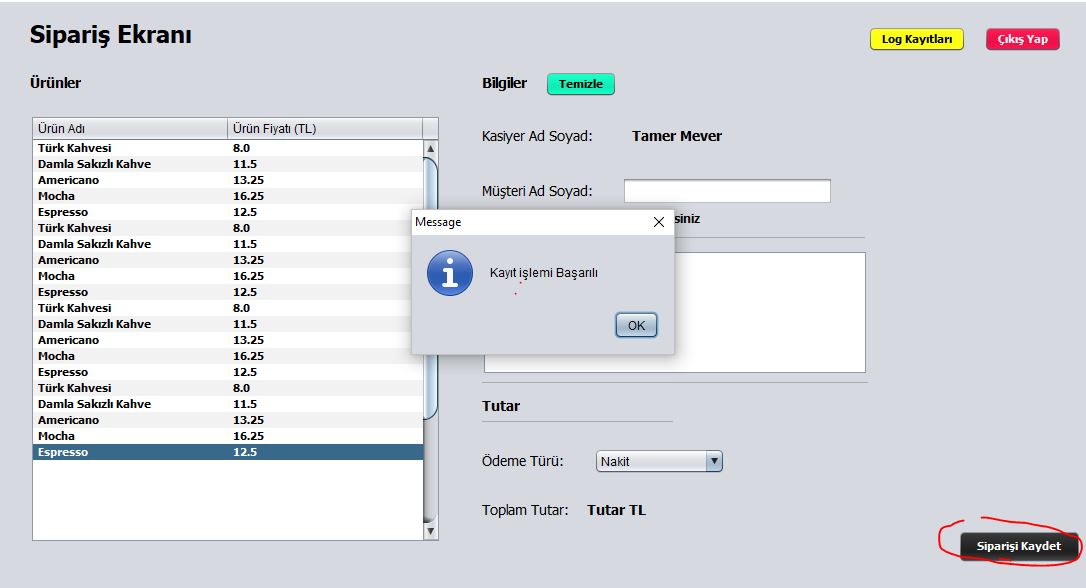 Sipariş Ekranı
Log Kayıtları
Çıkış Yap
Ürünler
Bilgiler
Temizle
Ürün Adı Ürün Fiyatı (TL)
Türk Kahvesi 8.0
Damla Sakızlı Kahve 11.5
Americano 13.25
Mocha 16.25
Espresso 12.5
Türk Kahvesi 8.0
Damla Sakızlı Kahve 11.5
Americano 13.25
Mocha 16.25
Espresso 12.5
Türk Kahvesi 8.0
Damla Sakızlı Kahve 11.5
Americano 13.25
Mocha 16.25
Espresso 12.5
Türk Kahvesi 8.0
Damla Sakızlı Kahve 11.5
Americano 13.25
Mocha 16.25
Espresso 12.5
Kasiyer Ad Soyad: Tamer Mever
Müşteri Ad Soyad:
siniz
Message
Kayıt işlemi Başarılı
OK
Tutar
Ödeme Türü: Nakit
Toplam Tutar: Tutar TL
Siparişi Kaydet